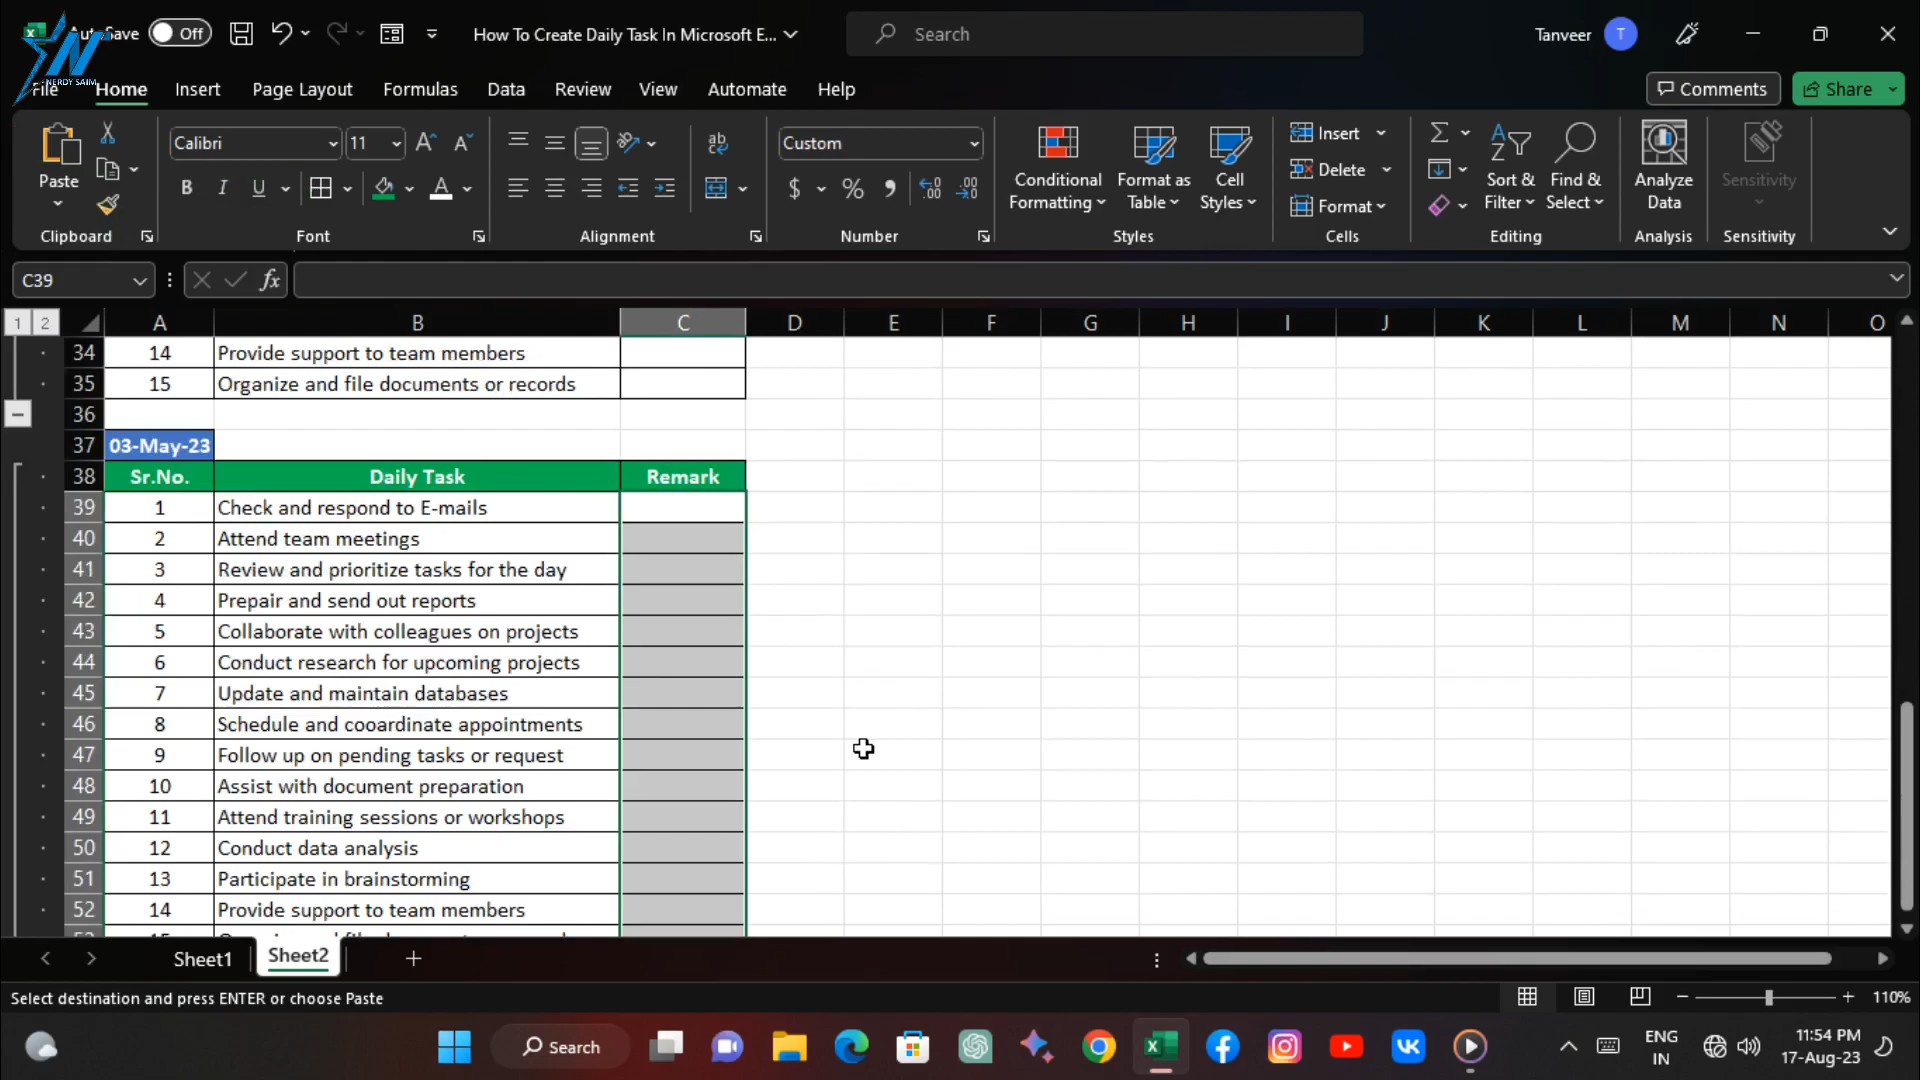 AutoSave Off How To Create Daily Task In Microsoft E... Search Tanveer T
NERDY SAIM
File Home Insert Page Layout Formulas Data Review View Automate Help Comments Share
Paste Calibri 11 Custom Conditional Formatting Format as Table Cell Styles Insert Delete Format Sort & Filter Find & Select Analyze Data Sensitivity
Clipboard Font Alignment Number Styles Cells Editing Analysis Sensitivity
C39 fx
1 2 A B C D E F G H I J K L M N O
34 14 Provide support to team members
35 15 Organize and file documents or records
36
37 03-May-23
38 Sr.No. Daily Task Remark
39 1 Check and respond to E-mails
40 2 Attend team meetings
41 3 Review and prioritize tasks for the day
42 4 Prepair and send out reports
43 5 Collaborate with colleagues on projects
44 6 Conduct research for upcoming projects
45 7 Update and maintain databases
46 8 Schedule and cooardinate appointments
47 9 Follow up on pending tasks or request
48 10 Assist with document preparation
49 11 Attend training sessions or workshops
50 12 Conduct data analysis
51 13 Participate in brainstorming
52 14 Provide support to team members
Sheet1 Sheet2
Select destination and press ENTER or choose Paste 110%
Search ENG IN 11:54 PM 17-Aug-23